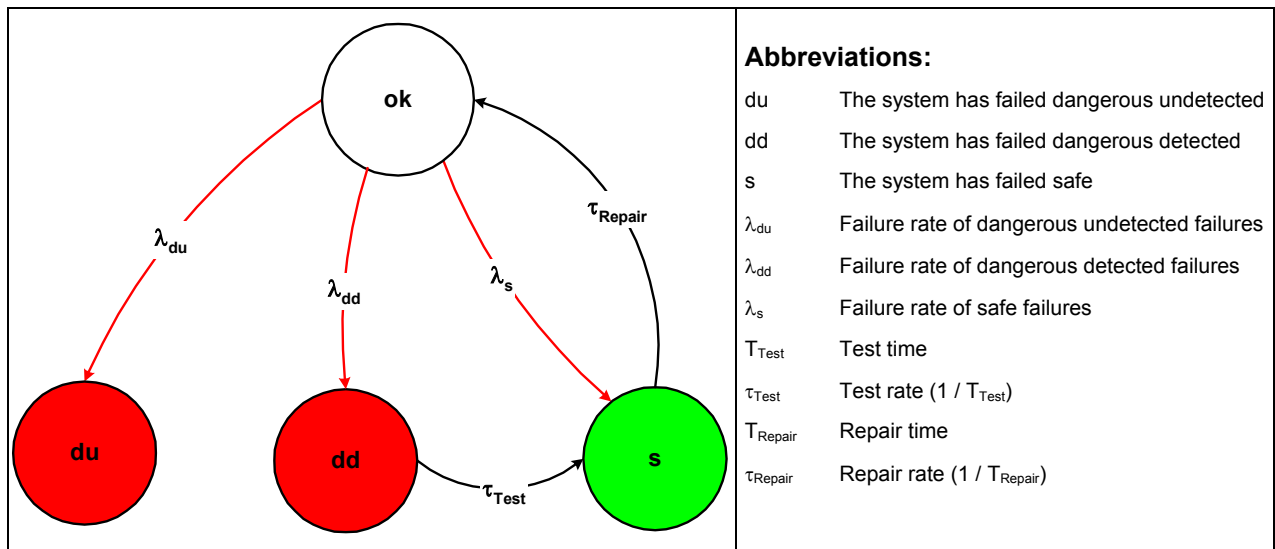 ok
τRepair
λdu
λdd
λs
du
dd
s
τTest
Abbreviations:
du The system has failed dangerous undetected
dd The system has failed dangerous detected
s The system has failed safe
λdu Failure rate of dangerous undetected failures
λdd Failure rate of dangerous detected failures
λs Failure rate of safe failures
TTest Test time
τTest Test rate (1 / TTest)
TRepair Repair time
τRepair Repair rate (1 / TRepair)